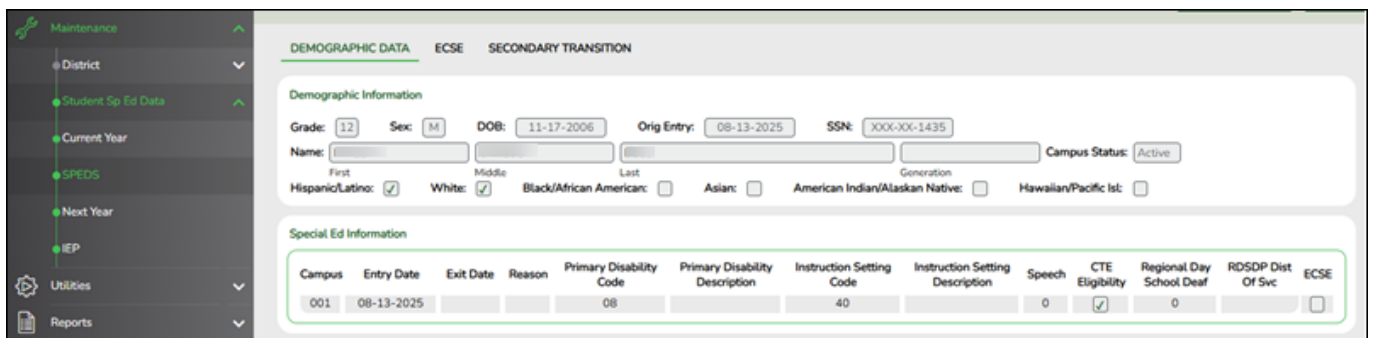 Maintenance
District
Student Sp Ed Data
Current Year
SPEDS
Next Year
IEP
Utilities
Reports
DEMOGRAPHIC DATA ECSE SECONDARY TRANSITION
Demographic Information
Grade: 12 Sex: M DOB: 11-17-2006 Orig Entry: 08-13-2025 SSN: XXX-XX-1435
Name: Campus Status: Active
First Middle Last Generation
Hispanic/Latino: White: Black/African American: Asian: American Indian/Alaskan Native: Hawaiian/Pacific Isl:
Special Ed Information
Campus Entry Date Exit Date Reason Primary Disability Code Primary Disability Description Instruction Setting Code Instruction Setting Description Speech CTE Eligibility Regional Day School Deaf RDSDP Dist Of Svc ECSE
001 08-13-2025 08 40 0 0